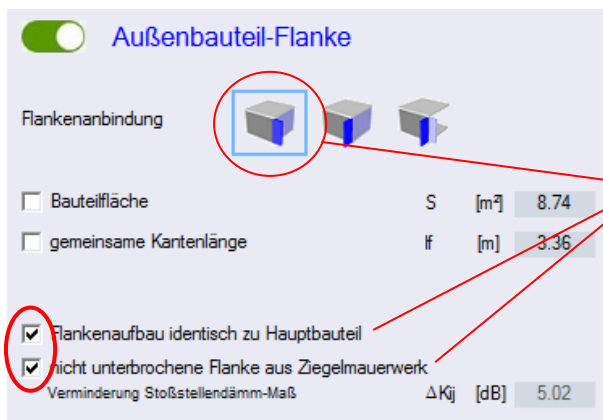 Außenbauteil-Flanke
Flankenanbindung
Bauteilfläche S [m²] 8.74
gemeinsame Kantenlänge lf [m] 3.36
Flankenaufbau identisch zu Hauptbauteil
nicht unterbrochene Flanke aus Ziegelmauerwerk
Verminderung Stoßstellendämm-Maß ΔKij [dB] 5.02